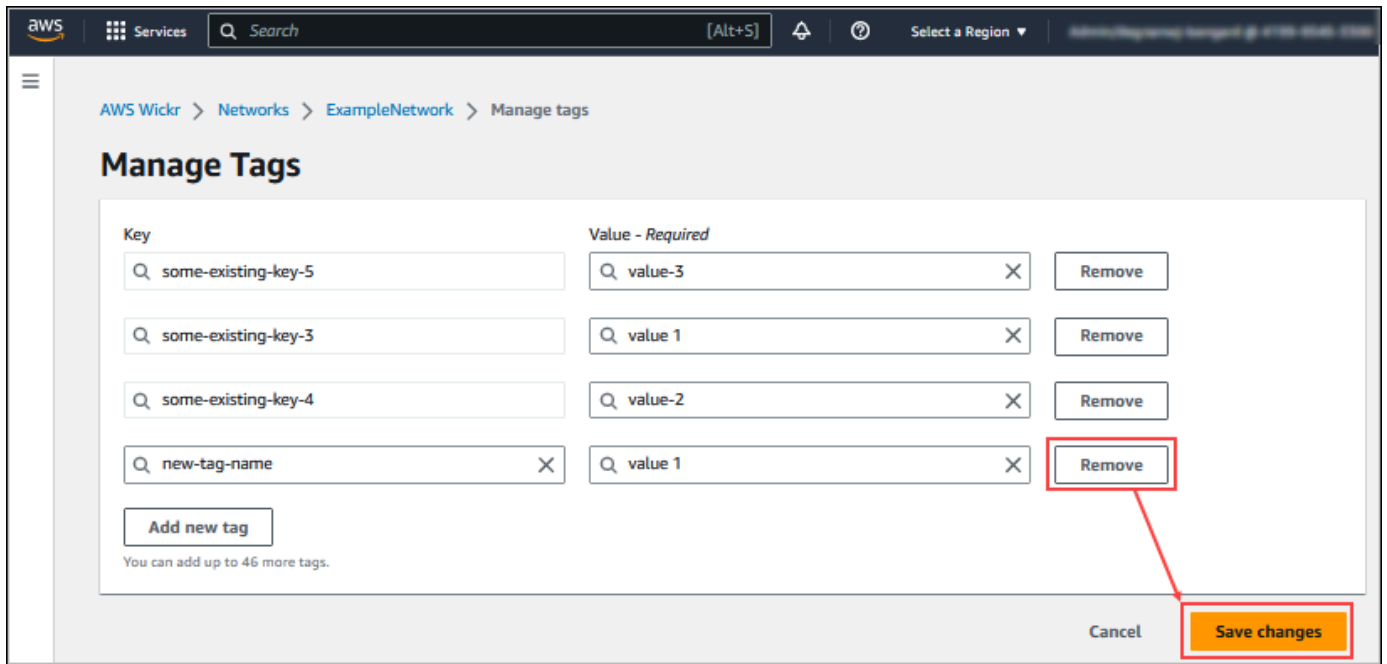 aws Services Search [Alt+S] Select a Region
AWS Wickr > Networks > ExampleNetwork > Manage tags
Manage Tags
Key Value - Required
some-existing-key-5 value-3 Remove
some-existing-key-3 value 1 Remove
some-existing-key-4 value-2 Remove
new-tag-name value 1 Remove
Add new tag
You can add up to 46 more tags.
Cancel Save changes